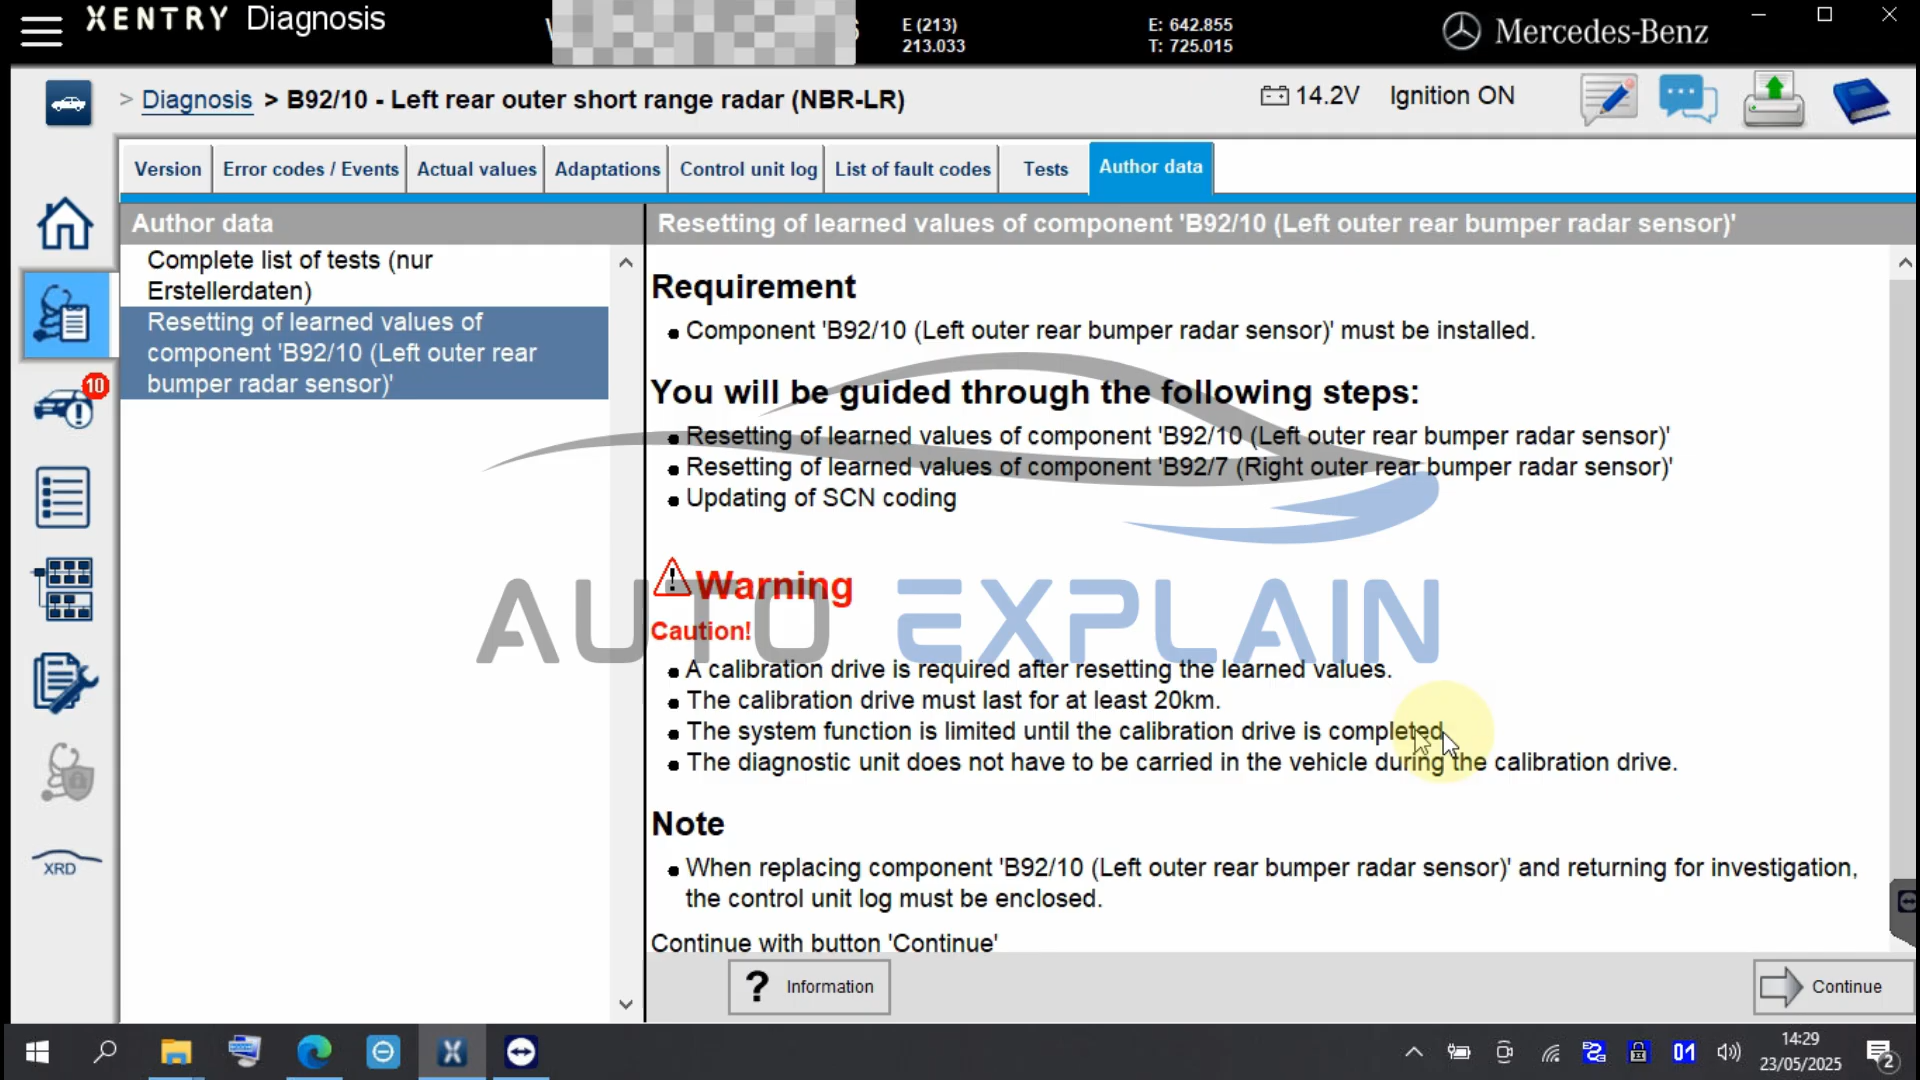 XENTRY Diagnosis
E (213)
213.033
E: 642.855
T: 725.015
Mercedes-Benz
> Diagnosis > B92/10 - Left rear outer short range radar (NBR-LR)
14.2V Ignition ON
Version
Error codes / Events
Actual values
Adaptations
Control unit log
List of fault codes
Tests
Author data
Author data
Complete list of tests (nur
Erstellerdaten)
Resetting of learned values of
component 'B92/10 (Left outer rear
bumper radar sensor)'
10
XRD
Resetting of learned values of component 'B92/10 (Left outer rear bumper radar sensor)'
Requirement
Component 'B92/10 (Left outer rear bumper radar sensor)' must be installed.
You will be guided through the following steps:
Resetting of learned values of component 'B92/10 (Left outer rear bumper radar sensor)'
Resetting of learned values of component 'B92/7 (Right outer rear bumper radar sensor)'
Updating of SCN coding
Warning
Caution!
AUTO EXPLAIN
A calibration drive is required after resetting the learned values.
The calibration drive must last for at least 20km.
The system function is limited until the calibration drive is completed.
The diagnostic unit does not have to be carried in the vehicle during the calibration drive.
Note
When replacing component 'B92/10 (Left outer rear bumper radar sensor)' and returning for investigation,
the control unit log must be enclosed.
Continue with button 'Continue'
? Information
Continue
X
01
14:29
23/05/2025
2